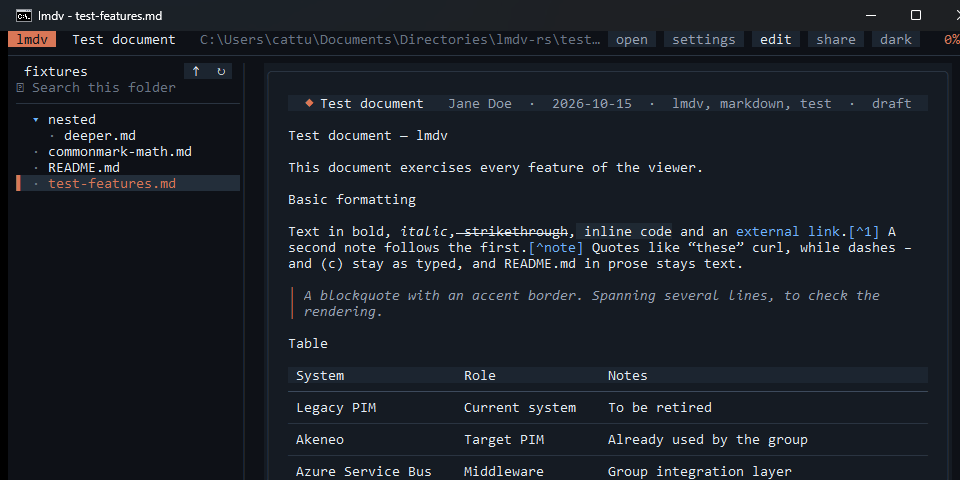 lmdv - test-features.md
lmdv Test document C:\Users\cattu\Documents\Directories\lmdv-rs\test… open settings edit share dark 0%
fixtures ↑ ↻
Search this folder
▾ nested
· deeper.md
· commonmark-math.md
· README.md
· test-features.md
◆ Test document Jane Doe · 2026-10-15 · lmdv, markdown, test · draft
Test document — lmdv
This document exercises every feature of the viewer.
Basic formatting
Text in bold, italic, strikethrough, inline code and an external link.[^1] A
second note follows the first.[^note] Quotes like “these” curl, while dashes –
and (c) stay as typed, and README.md in prose stays text.
A blockquote with an accent border. Spanning several lines, to check the
rendering.
Table
System Role Notes
Legacy PIM Current system To be retired
Akeneo Target PIM Already used by the group
Azure Service Bus Middleware Group integration layer